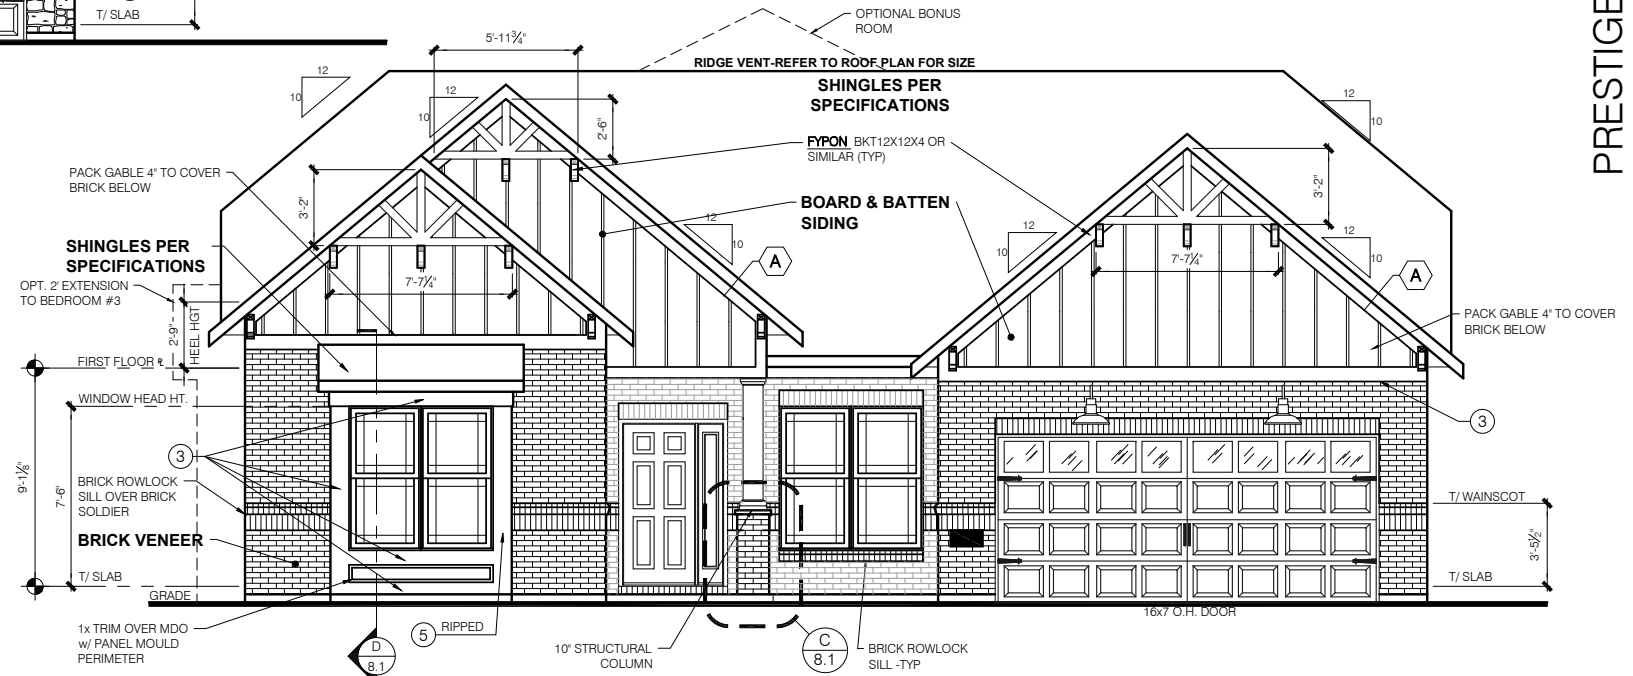 T/ SLAB
PRESTIGE
OPTIONAL BONUS
ROOM
5'-11¾"
RIDGE VENT-REFER TO ROOF PLAN FOR SIZE
SHINGLES PER
SPECIFICATIONS
12
10
12
10
12
10
2'-6"
FYPON BKT12X12X4 OR
SIMILAR (TYP)
PACK GABLE 4" TO COVER
BRICK BELOW
3'-2"
3'-2"
BOARD & BATTEN
SIDING
12
10
12
10
12
10
SHINGLES PER
SPECIFICATIONS
A
A
7'-7¼"
7'-7¼"
OPT. 2' EXTENSION
TO BEDROOM #3
2'-9"
HEEL HGT
PACK GABLE 4" TO COVER
BRICK BELOW
FIRST FLOOR
WINDOW HEAD HT.
3
3
9'-1⅛"
7'-6"
BRICK ROWLOCK
SILL OVER BRICK
SOLDIER
T/ WAINSCOT
BRICK VENEER
3'-5½"
T/ SLAB
T/ SLAB
GRADE
16x7 O.H. DOOR
1x TRIM OVER MDO
w/ PANEL MOULD
PERIMETER
D
8.1
5
RIPPED
10" STRUCTURAL
COLUMN
C
8.1
BRICK ROWLOCK
SILL -TYP